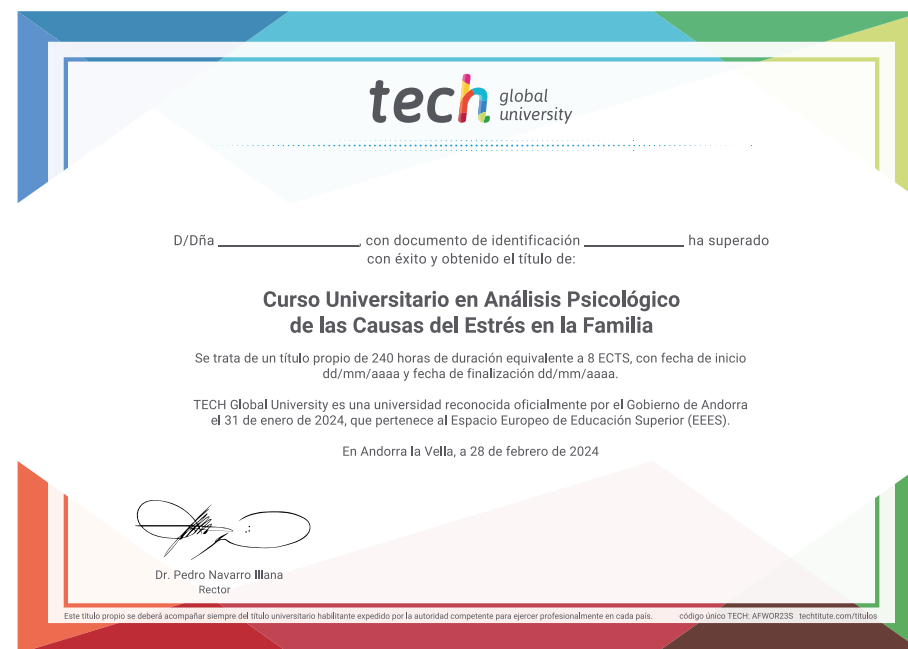 tech global university
D/Dña ____________________, con documento de identificación ______________ ha superado
con éxito y obtenido el título de:
Curso Universitario en Análisis Psicológico
de las Causas del Estrés en la Familia
Se trata de un título propio de 240 horas de duración equivalente a 8 ECTS, con fecha de inicio
dd/mm/aaaa y fecha de finalización dd/mm/aaaa.
TECH Global University es una universidad reconocida oficialmente por el Gobierno de Andorra
el 31 de enero de 2024, que pertenece al Espacio Europeo de Educación Superior (EEES).
En Andorra la Vella, a 28 de febrero de 2024
Dr. Pedro Navarro Illana
Rector
Este título propio se deberá acompañar siempre del título universitario habilitante expedido por la autoridad competente para ejercer profesionalmente en cada país. código único TECH: AFWOR23S techtitute.com/titulos